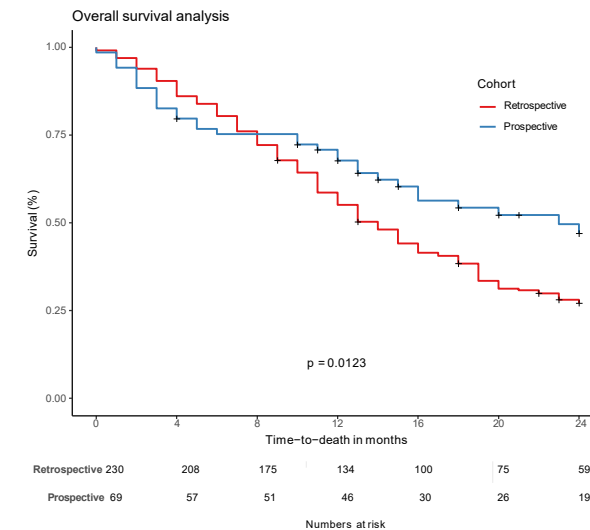 Overall survival analysis
1.00
0.75
0.50
0.25
0.00
Survival (%)
Cohort
Retrospective
Prospective
p = 0.0123
0 4 8 12 16 20 24
Time−to−death in months
Retrospective 230 208 175 134 100 75 59
Prospective 69 57 51 46 30 26 19
Numbers at risk